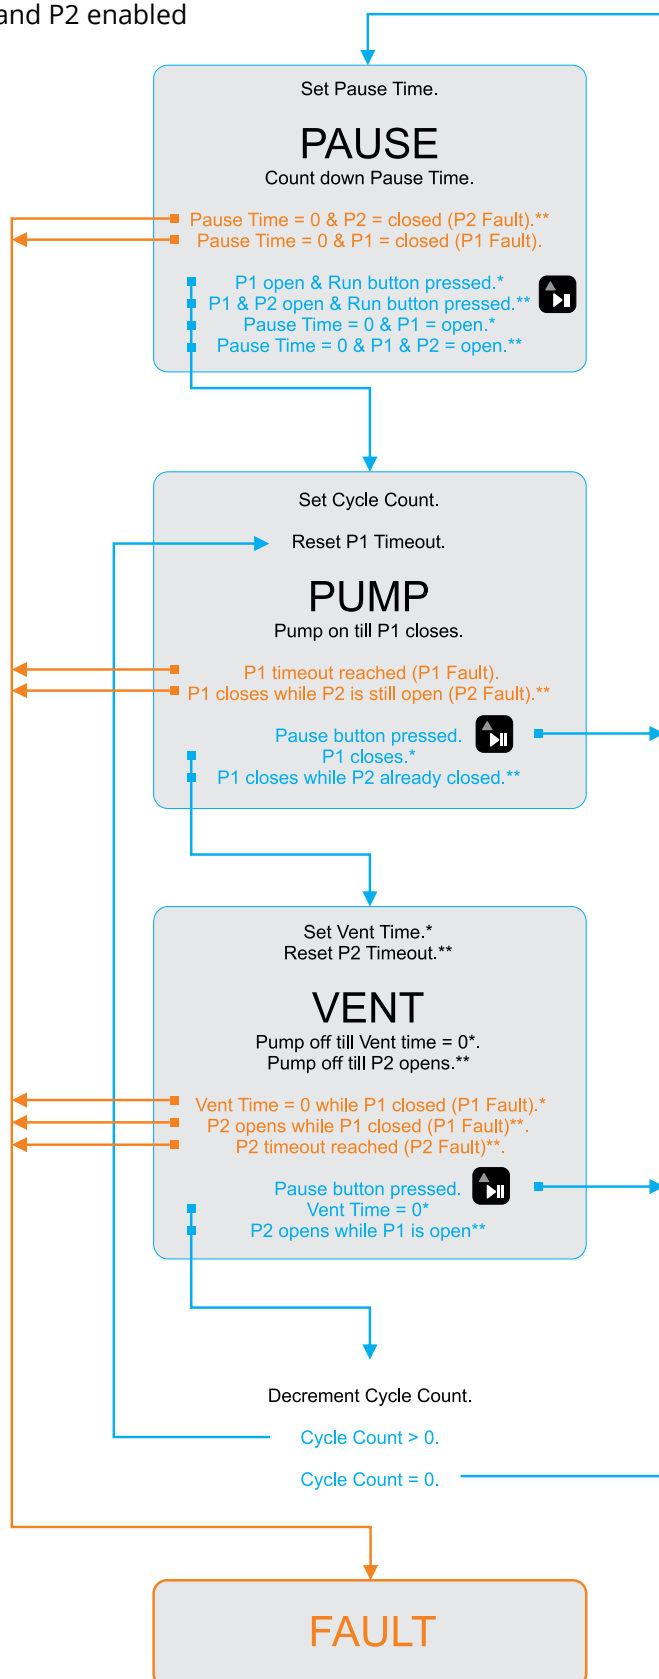 and P2 enabled
Set Pause Time.
PAUSE
Count down Pause Time.
Pause Time = 0 & P2 = closed (P2 Fault).**
Pause Time = 0 & P1 = closed (P1 Fault).
P1 open & Run button pressed.*
P1 & P2 open & Run button pressed.**
Pause Time = 0 & P1 = open.*
Pause Time = 0 & P1 & P2 = open.**
Set Cycle Count.
Reset P1 Timeout.
PUMP
Pump on till P1 closes.
P1 timeout reached (P1 Fault).
P1 closes while P2 is still open (P2 Fault).**
Pause button pressed.
P1 closes.*
P1 closes while P2 already closed.**
Set Vent Time.*
Reset P2 Timeout.**
VENT
Pump off till Vent time = 0*.
Pump off till P2 opens.**
Vent Time = 0 while P1 closed (P1 Fault).*
P2 opens while P1 closed (P1 Fault)**.
P2 timeout reached (P2 Fault)**.
Pause button pressed.
Vent Time = 0*
P2 opens while P1 is open**
Decrement Cycle Count.
Cycle Count > 0.
Cycle Count = 0.
FAULT